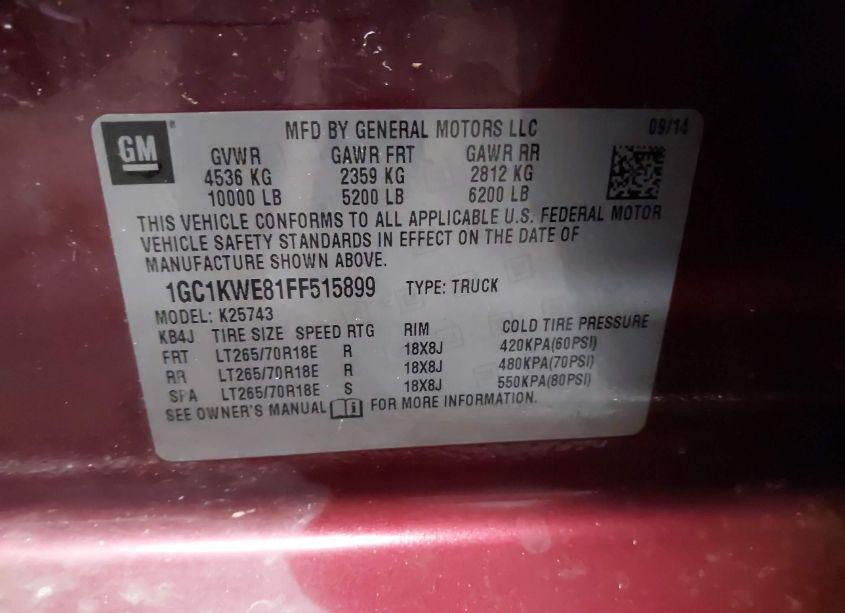 GM
MFD BY GENERAL MOTORS LLC 09/14
GVWR GAWR FRT GAWR RR
4536 KG 2359 KG 2812 KG
10000 LB 5200 LB 6200 LB
THIS VEHICLE CONFORMS TO ALL APPLICABLE U.S. FEDERAL MOTOR
VEHICLE SAFETY STANDARDS IN EFFECT ON THE DATE OF
MANUFACTURE SHOWN ABOVE.
1GC1KWE81FF515899 TYPE: TRUCK
MODEL: K25743
KB4J TIRE SIZE SPEED RTG RIM COLD TIRE PRESSURE
FRT LT265/70R18E R 18X8J 420KPA(60PSI)
RR LT265/70R18E R 18X8J 480KPA(70PSI)
SPA LT265/70R18E S 18X8J 550KPA(80PSI)
SEE OWNER'S MANUAL FOR MORE INFORMATION.